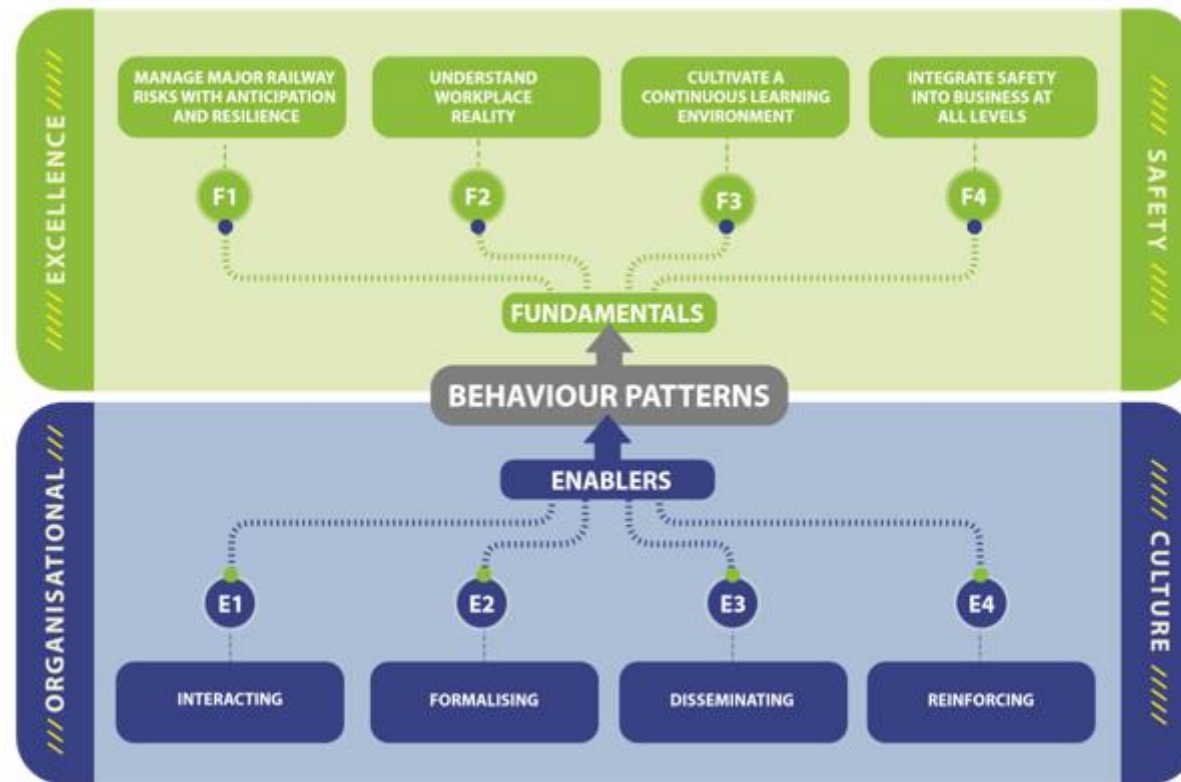 ///// EXCELLENCE /////
MANAGE MAJOR RAILWAY
RISKS WITH ANTICIPATION
AND RESILIENCE
UNDERSTAND
WORKPLACE
REALITY
CULTIVATE A
CONTINUOUS LEARNING
ENVIRONMENT
INTEGRATE SAFETY
INTO BUSINESS AT
ALL LEVELS
///// SAFETY /////
F1
F2
F3
F4
FUNDAMENTALS
BEHAVIOUR PATTERNS
ENABLERS
///ORGANISATIONAL///
///// CULTURE /////
E1
E2
E3
E4
INTERACTING
FORMALISING
DISSEMINATING
REINFORCING